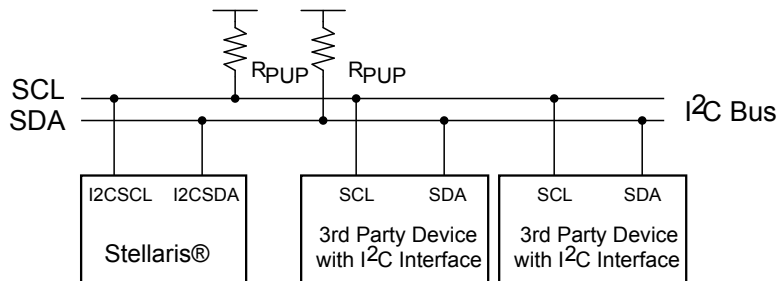 RPUP RPUP
SCL
SDA
I²C Bus
I2CSCL I2CSDA SCL SDA SCL SDA
Stellaris®
3rd Party Device
with I²C Interface
3rd Party Device
with I²C Interface